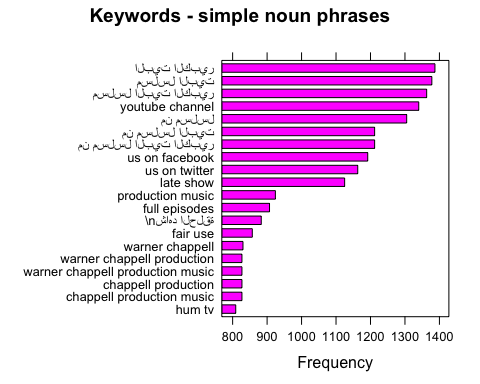 Keywords - simple noun phrases
البيت الكبير
مسلسل البيت
مسلسل البيت الكبير
youtube channel
من مسلسل
من مسلسل البيت
من مسلسل البيت الكبير
us on facebook
us on twitter
late show
production music
full episodes
\nشاهد الحلقة
fair use
warner chappell
warner chappell production
warner chappell production music
chappell production
chappell production music
hum tv
800 900 1000 1100 1200 1300 1400
Frequency